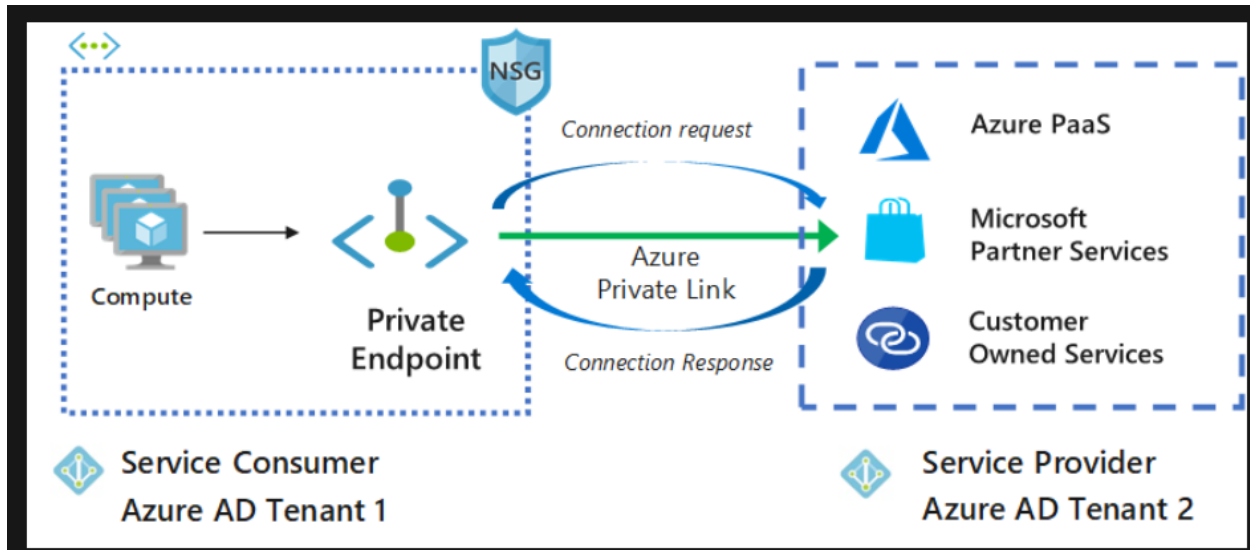 NSG
Connection request
Azure PaaS
Microsoft
Partner Services
Azure
Private Link
Compute
Private
Endpoint
Connection Response
Customer
Owned Services
Service Consumer
Azure AD Tenant 1
Service Provider
Azure AD Tenant 2